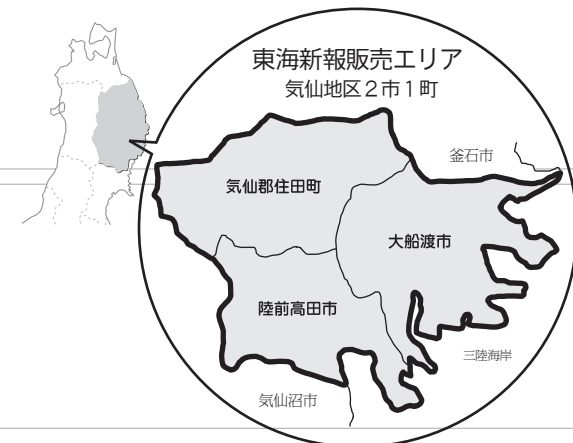 東海新報販売エリア
気仙地区２市１町
釜石市
気仙郡住田町
大船渡市
陸前高田市
三陸海岸
気仙沼市